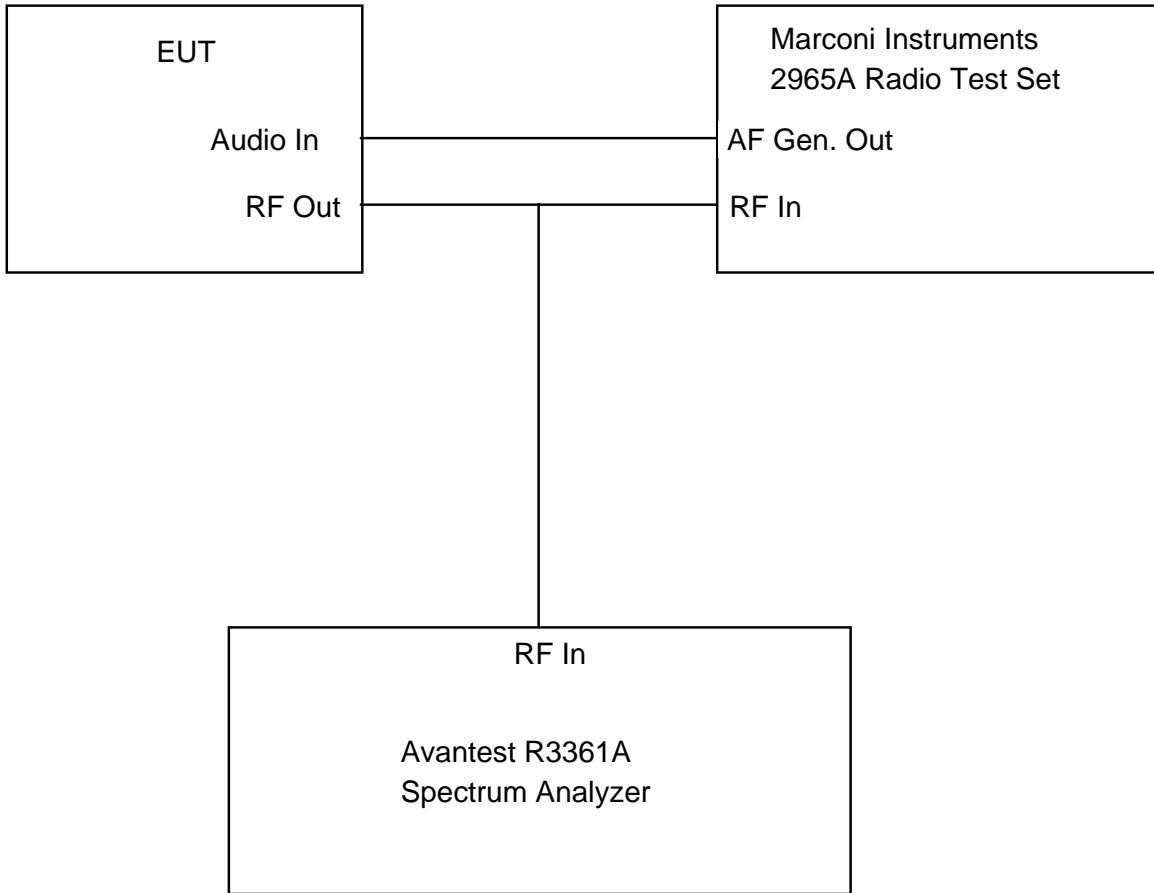 EUT
Marconi Instruments
2965A Radio Test Set
Audio In
AF Gen. Out
RF Out
RF In
RF In
Avantest R3361A
Spectrum Analyzer